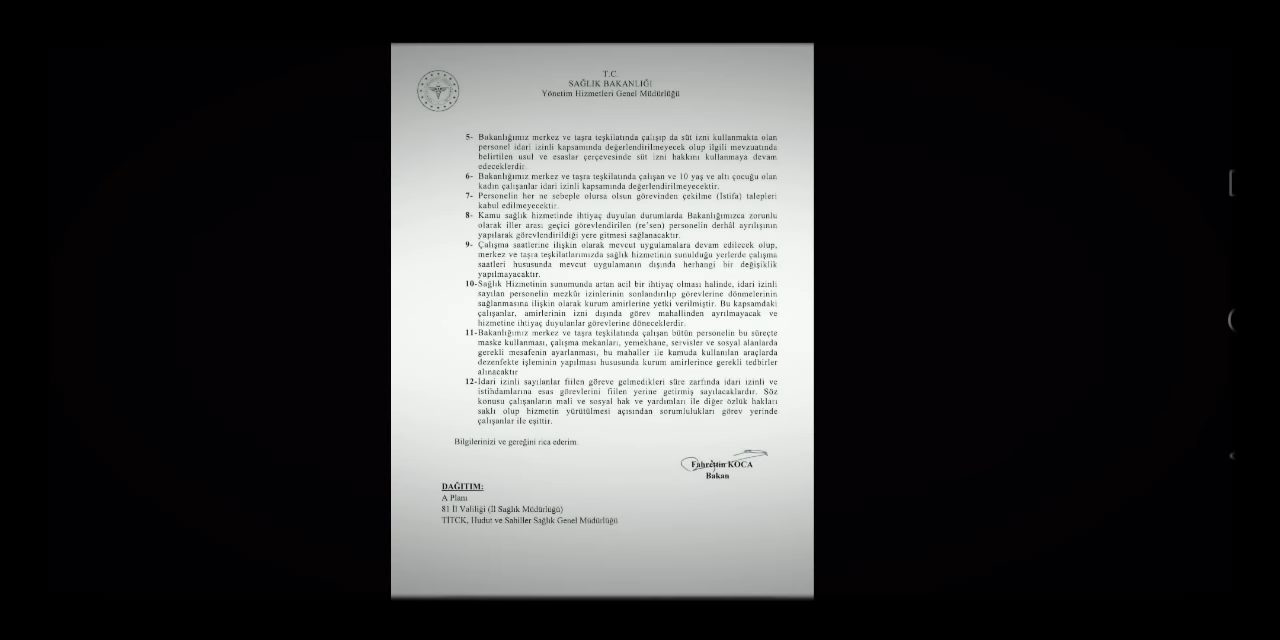 T.C.
SAĞLIK BAKANLIĞI
Yönetim Hizmetleri Genel Müdürlüğü
5- Bakanlığımız merkez ve taşra teşkilatında çalışıp da süt izni kullanmakta olan
personel idari izinli kapsamında değerlendirilmeyecek olup ilgili mevzuatında
belirtilen usul ve esaslar çerçevesinde süt izni hakkını kullanmaya devam
edeceklerdir.
6- Bakanlığımız merkez ve taşra teşkilatında çalışan ve 10 yaş ve altı çocuğu olan
kadın çalışanlar idari izinli kapsamında değerlendirilmeyecektir.
7- Personelin her ne sebeple olursa olsun görevinden çekilme (İstifa) talepleri
kabul edilmeyecektir.
8- Kamu sağlık hizmetinde ihtiyaç duyulan durumlarda Bakanlığımızca zorunlu
olarak iller arası geçici görevlendirilen (re'sen) personelin derhâl ayrılışının
yapılarak görevlendirildiği yere gitmesi sağlanacaktır.
9- Çalışma saatlerine ilişkin olarak mevcut uygulamalara devam edilecek olup,
merkez ve taşra teşkilatlarımızda sağlık hizmetinin sunulduğu yerlerde çalışma
saatleri hususunda mevcut uygulamanın dışında herhangi bir değişiklik
yapılmayacaktır.
10-Sağlık Hizmetinin sunumunda artan acil bir ihtiyaç olması halinde, idari izinli
sayılan personelin mezkûr izinlerinin sonlandırılıp görevlerine dönmelerinin
sağlanmasına ilişkin olarak kurum amirlerine yetki verilmiştir. Bu kapsamdaki
çalışanlar, amirlerinin izni dışında görev mahallinden ayrılmayacak ve
hizmetine ihtiyaç duyulanlar görevlerine döneceklerdir.
11-Bakanlığımız merkez ve taşra teşkilatında çalışan bütün personelin bu süreçte
maske kullanması, çalışma mekanları, yemekhane, servisler ve sosyal alanlarda
gerekli mesafenin ayarlanması, bu mahaller ile kamuda kullanılan araçlarda
dezenfekte işleminin yapılması hususunda kurum amirlerince gerekli tedbirler
alınacaktır
12-İdari izinli sayılanlar fiilen göreve gelmedikleri süre zarfında idari izinli ve
istihdamlarına esas görevlerini fiilen yerine getirmiş sayılacaklardır. Söz
konusu çalışanların mali ve sosyal hak ve yardımları ile diğer özlük hakları
saklı olup hizmetin yürütülmesi açısından sorumlulukları görev yerinde
çalışanlar ile eşittir.
Bilgilerinizi ve gereğini rica ederim.
Fahrettin KOCA
Bakan
DAĞITIM:
A Planı
81 İl Valiliği (İl Sağlık Müdürlüğü)
TİTCK, Hudut ve Sahiller Sağlık Genel Müdürlüğü